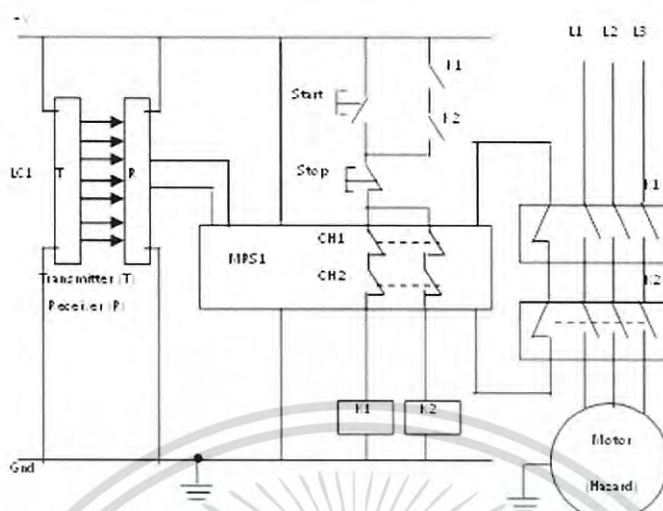 +V
L1 L2 L3
K1
Start
K2
LC1 T R
Stop
K1
CH1
MPS1
CH2
Transmitter (T)
Receiver (R)
K2
K1 K2
Motor
Gnd
(Hazard)